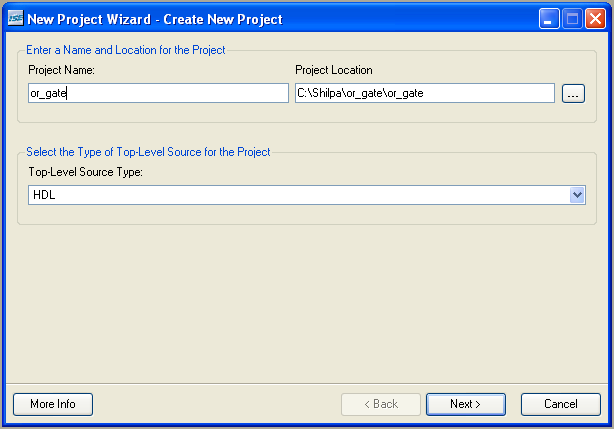 ISE New Project Wizard - Create New Project
Enter a Name and Location for the Project
Project Name: Project Location
or_gate C:\Shilpa\or_gate\or_gate ...
Select the Type of Top-Level Source for the Project
Top-Level Source Type:
HDL
More Info < Back Next > Cancel